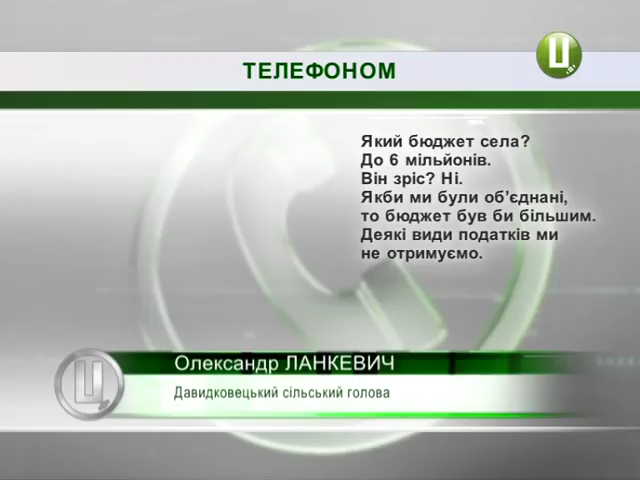 ТЕЛЕФОНОМ
Ц
Який бюджет села?
До 6 мільйонів.
Він зріс? Ні.
Якби ми були об'єднані,
то бюджет був би більшим.
Деякі види податків ми
не отримуємо.
Олександр ЛАНКЕВИЧ
Ц
Давидковецький сільський голова